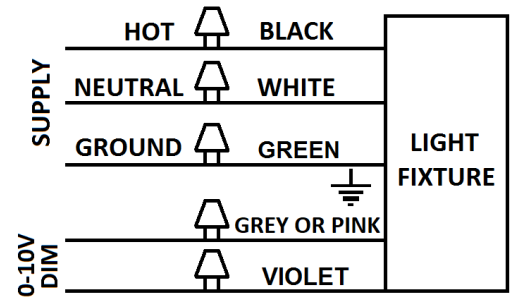 HOT BLACK
NEUTRAL WHITE
GROUND GREEN
GREY OR PINK
VIOLET
SUPPLY
0-10V
DIM
LIGHT
FIXTURE